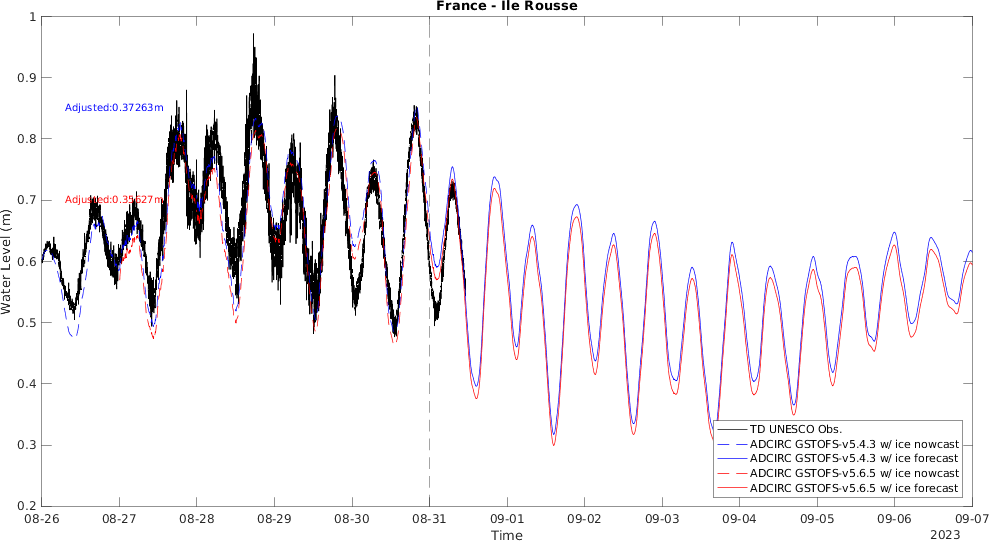 France - Ile Rousse
1
0.9
0.8
0.7
0.6
0.5
0.4
0.3
0.2
Water Level (m)
Adjusted:0.37263m
Adjusted:0.35627m
TD UNESCO Obs.
ADCIRC GSTOFS-v5.4.3 w/ ice nowcast
ADCIRC GSTOFS-v5.4.3 w/ ice forecast
ADCIRC GSTOFS-v5.6.5 w/ ice nowcast
ADCIRC GSTOFS-v5.6.5 w/ ice forecast
08-26 08-27 08-28 08-29 08-30 08-31 09-01 09-02 09-03 09-04 09-05 09-06 09-07
Time
2023